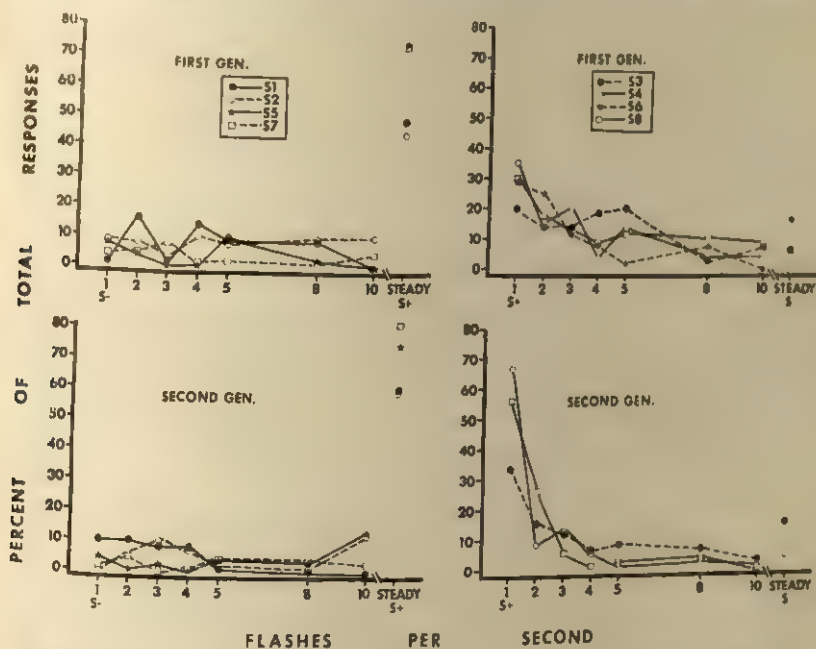 80
70
60
50
40
30
20
10
0
FIRST GEN.
S1
S2
S5
S7
1 2 3 4 5 8 10 STEADY
S- S+
80
70
60
50
40
30
20
10
0
FIRST GEN.
S3
S4
S6
S8
1 2 3 4 5 8 10 STEADY
S+ S
80
70
60
50
40
30
20
10
0
SECOND GEN.
1 2 3 4 5 8 10 STEADY
S- S+
80
70
60
50
40
30
20
10
0
SECOND GEN.
1 2 3 4 5 8 10 STEADY
S+ S
PERCENT OF TOTAL RESPONSES
FLASHES PER SECOND